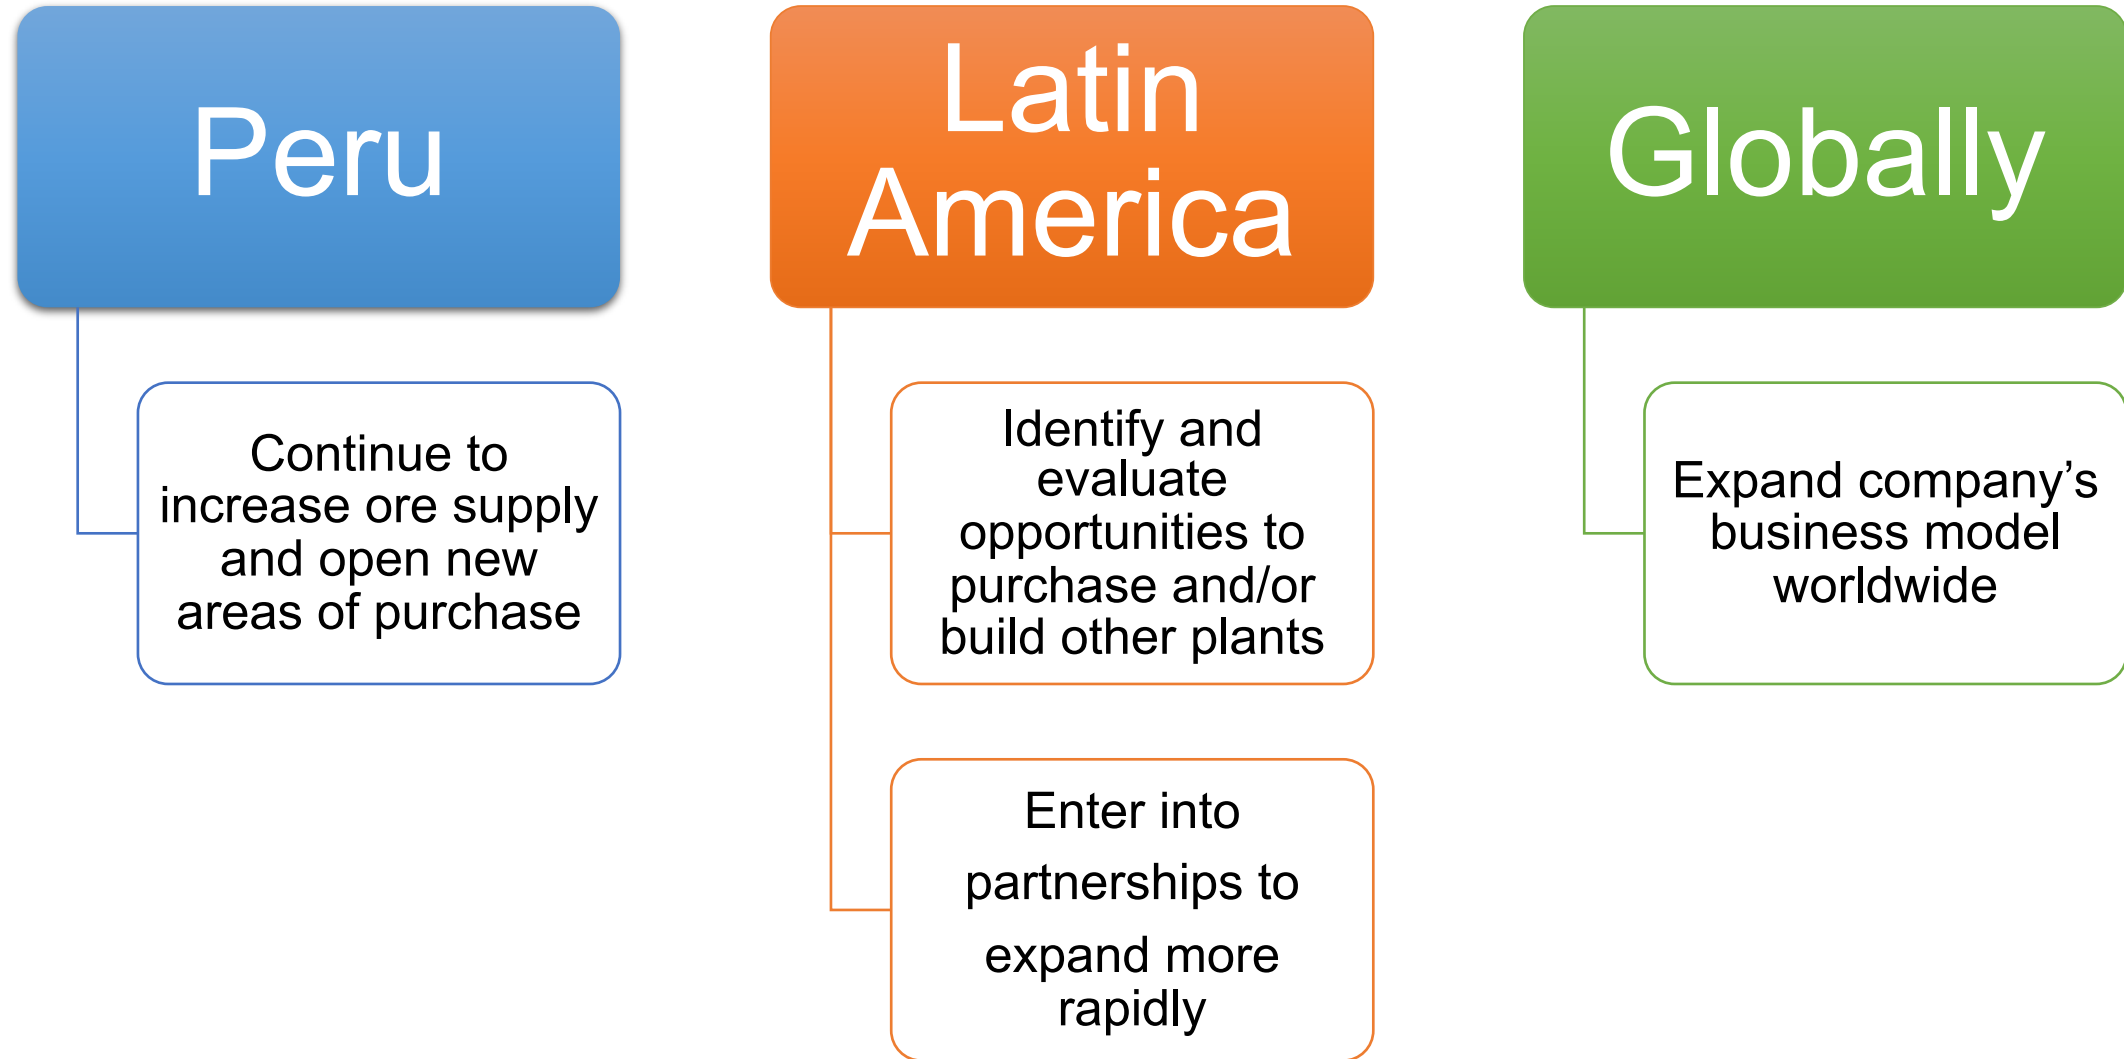 Peru
Continue to
increase ore supply
and open new
areas of purchase
Latin
America
Identify and
evaluate
opportunities to
purchase and/or
build other plants
Enter into
partnerships to
expand more
rapidly
Globally
Expand company’s
business model
worldwide